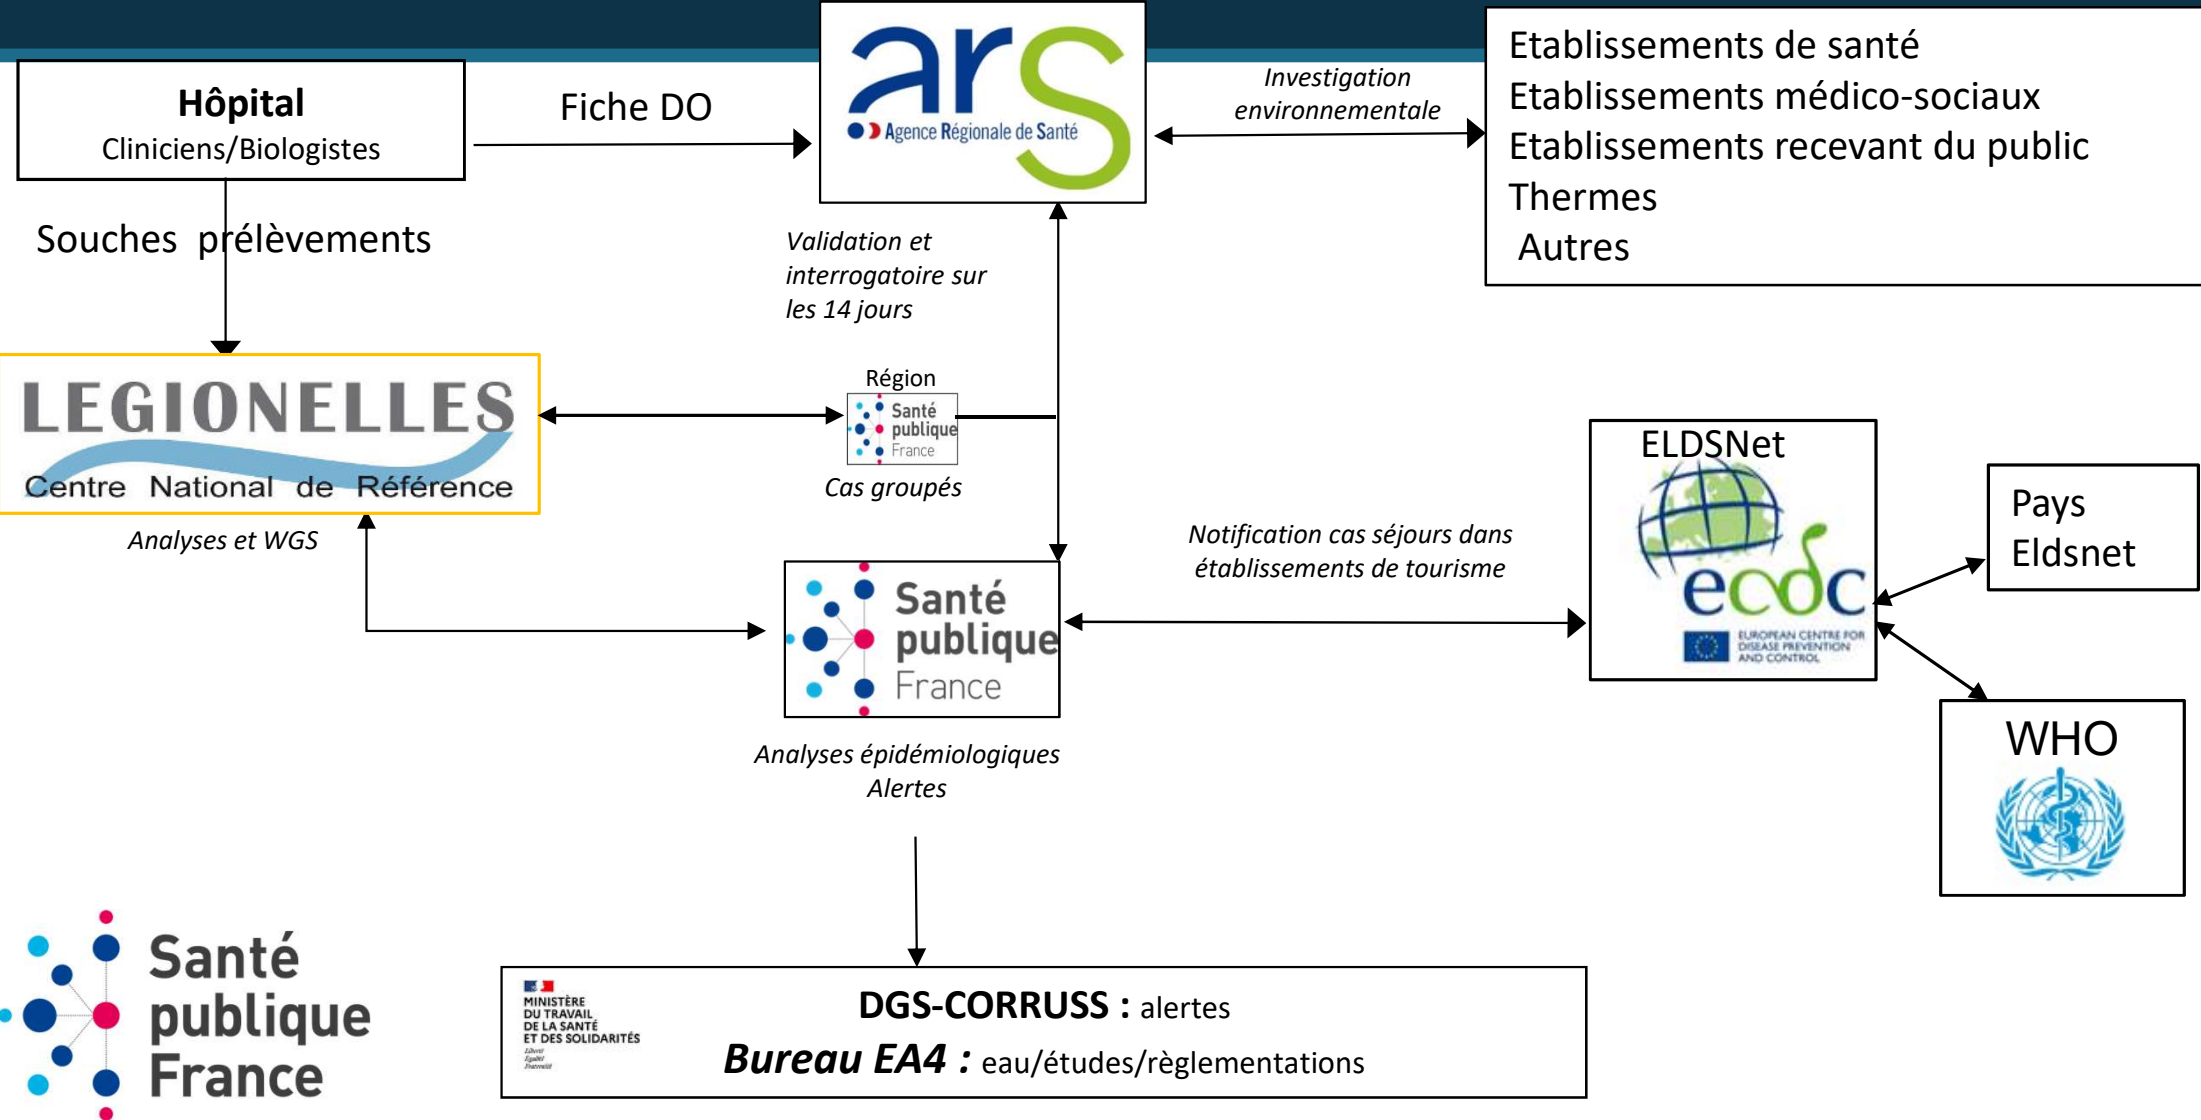 Hôpital
Cliniciens/Biologistes
Fiche DO
ars
Agence Régionale de Santé
Investigation
environnementale
Etablissements de santé
Etablissements médico-sociaux
Etablissements recevant du public
Thermes
Autres
Souches prélèvements
Validation et
interrogatoire sur
les 14 jours
LEGIONELLES
Centre National de Référence
Analyses et WGS
Région
Santé
publique
France
Cas groupés
Santé
publique
France
Analyses épidémiologiques
Alertes
Notification cas séjours dans
établissements de tourisme
ELDSNet
ecdc
EUROPEAN CENTRE FOR
DISEASE PREVENTION
AND CONTROL
Pays
Eldsnet
WHO
Santé
publique
France
MINISTÈRE
DU TRAVAIL
DE LA SANTÉ
ET DES SOLIDARITÉS
Liberté
Égalité
Fraternité
DGS-CORRUSS : alertes
Bureau EA4 : eau/études/règlementations